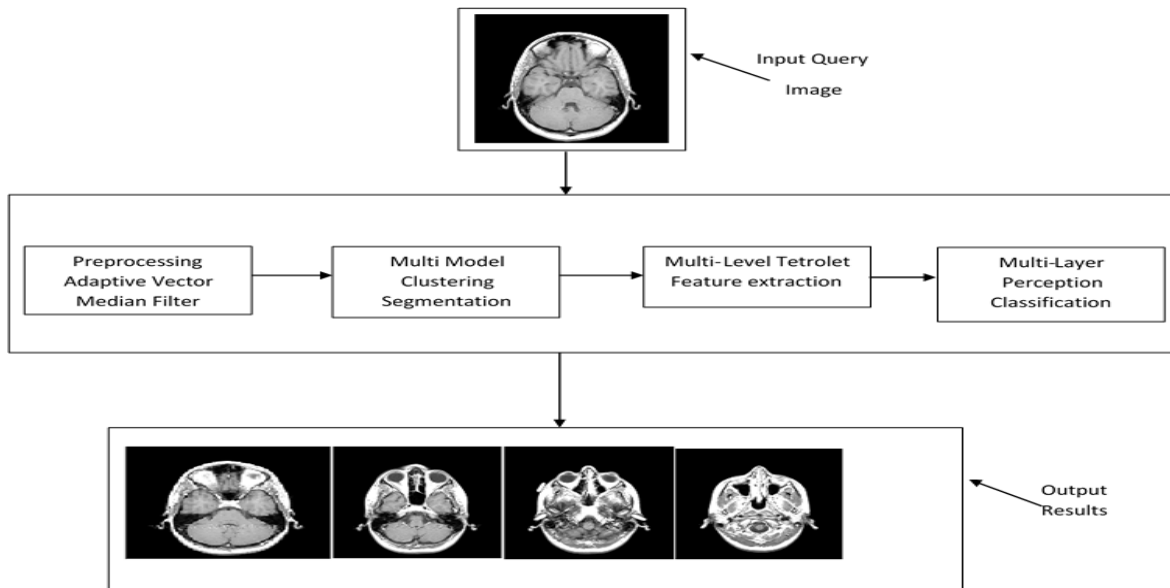 Input Query
Image
Preprocessing
Adaptive Vector
Median Filter
Multi Model
Clustering
Segmentation
Multi-Level Tetrolet
Feature extraction
Multi-Layer
Perception
Classification
Output
Results